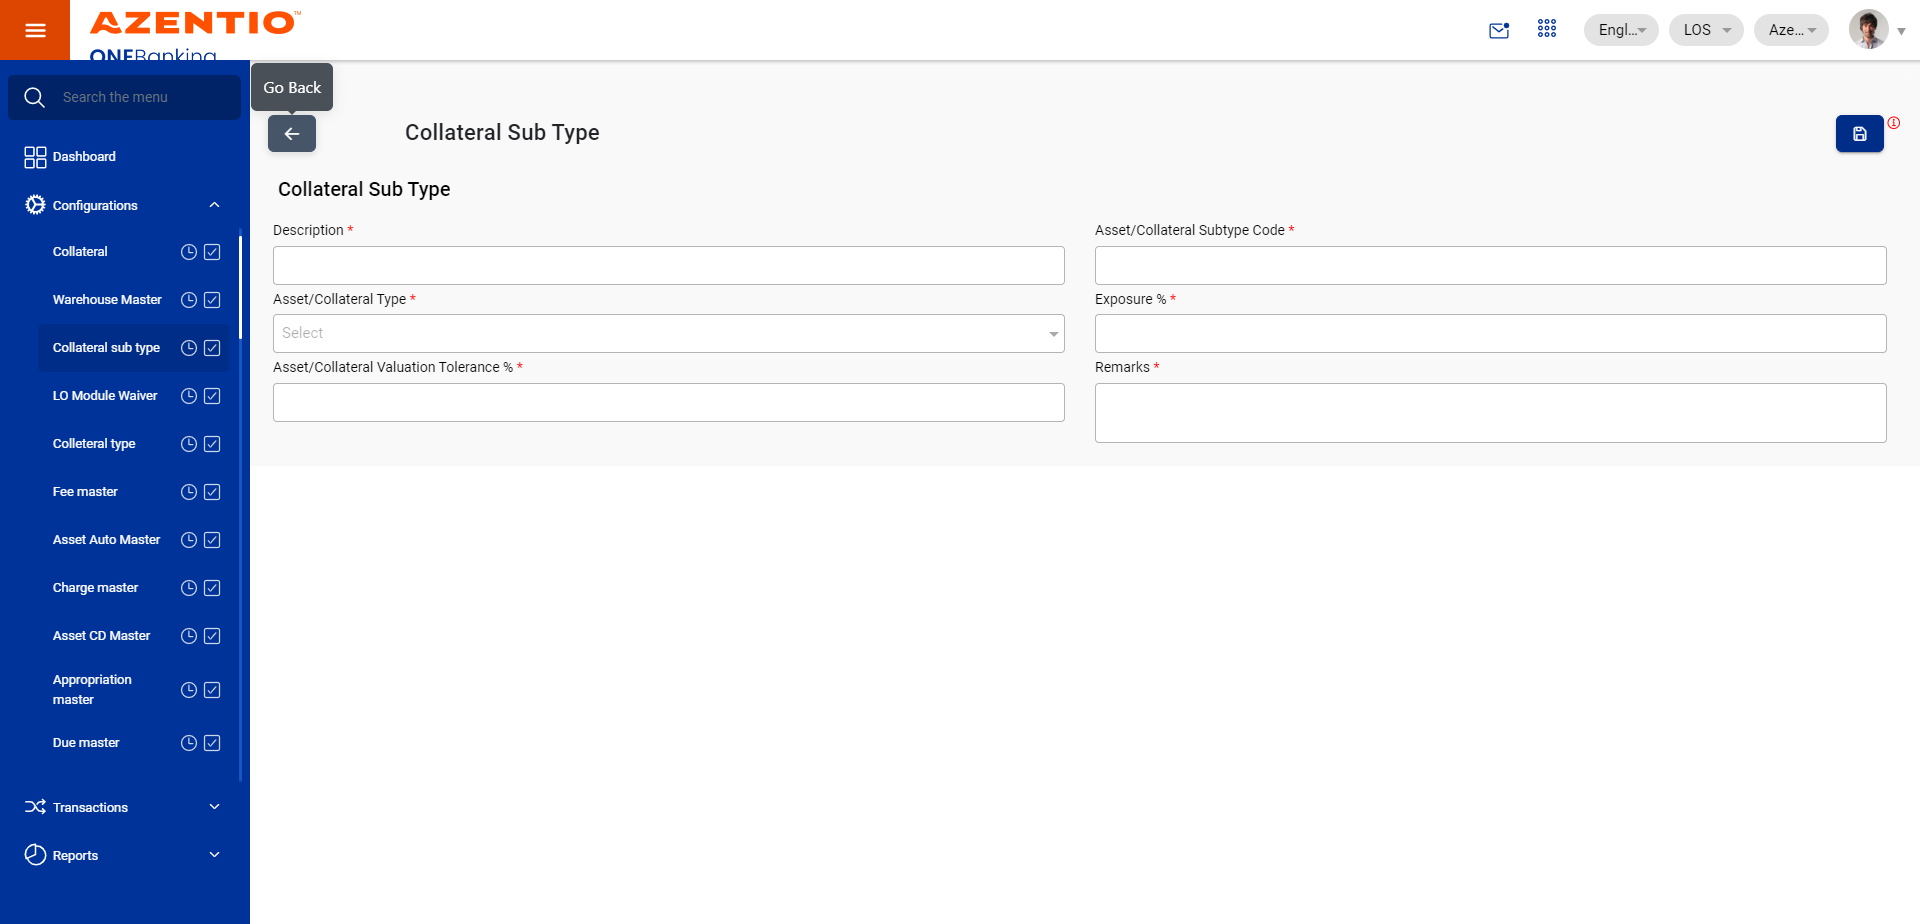 AZENTIO™
ONEBanking
Engl...
LOS
Aze...
Search the menu
Go Back
Collateral Sub Type
Dashboard
Configurations
Collateral
Warehouse Master
Collateral sub type
LO Module Waiver
Colleteral type
Fee master
Asset Auto Master
Charge master
Asset CD Master
Appropriation
master
Due master
Transactions
Reports
Collateral Sub Type
Description *
Asset/Collateral Subtype Code *
Asset/Collateral Type *
Select
Exposure % *
Asset/Collateral Valuation Tolerance % *
Remarks *